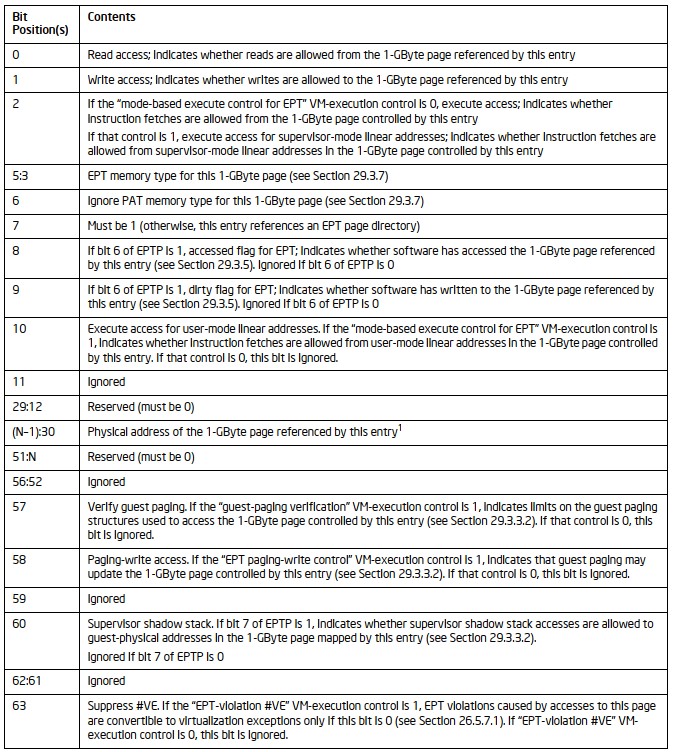 Bit
Position(s)
Contents
0
Read access; indicates whether reads are allowed from the 1-GByte page referenced by this entry
1
Write access; indicates whether writes are allowed to the 1-GByte page referenced by this entry
2
If the “mode-based execute control for EPT” VM-execution control is 0, execute access; indicates whether
instruction fetches are allowed from the 1-GByte page controlled by this entry
If that control is 1, execute access for supervisor-mode linear addresses; indicates whether instruction fetches are
allowed from supervisor-mode linear addresses in the 1-GByte page controlled by this entry
5:3
EPT memory type for this 1-GByte page (see Section 29.3.7)
6
Ignore PAT memory type for this 1-GByte page (see Section 29.3.7)
7
Must be 1 (otherwise, this entry references an EPT page directory)
8
If bit 6 of EPTP is 1, accessed flag for EPT; indicates whether software has accessed the 1-GByte page referenced
by this entry (see Section 29.3.5). Ignored if bit 6 of EPTP is 0
9
If bit 6 of EPTP is 1, dirty flag for EPT; indicates whether software has written to the 1-GByte page referenced by
this entry (see Section 29.3.5). Ignored if bit 6 of EPTP is 0
10
Execute access for user-mode linear addresses. If the “mode-based execute control for EPT” VM-execution control is
1, indicates whether instruction fetches are allowed from user-mode linear addresses in the 1-GByte page controlled
by this entry. If that control is 0, this bit is ignored.
11
Ignored
29:12
Reserved (must be 0)
(N–1):30
Physical address of the 1-GByte page referenced by this entry1
51:N
Reserved (must be 0)
56:52
Ignored
57
Verify guest paging. If the “guest-paging verification” VM-execution control is 1, indicates limits on the guest paging
structures used to access the 1-GByte page controlled by this entry (see Section 29.3.3.2). If that control is 0, this
bit is ignored.
58
Paging-write access. If the “EPT paging-write control” VM-execution control is 1, indicates that guest paging may
update the 1-GByte page controlled by this entry (see Section 29.3.3.2). If that control is 0, this bit is ignored.
59
Ignored
60
Supervisor shadow stack. If bit 7 of EPTP is 1, indicates whether supervisor shadow stack accesses are allowed to
guest-physical addresses in the 1-GByte page mapped by this entry (see Section 29.3.3.2).
Ignored if bit 7 of EPTP is 0
62:61
Ignored
63
Suppress #VE. If the “EPT-violation #VE” VM-execution control is 1, EPT violations caused by accesses to this page
are convertible to virtualization exceptions only if this bit is 0 (see Section 26.5.7.1). If “EPT-violation #VE” VM-
execution control is 0, this bit is ignored.